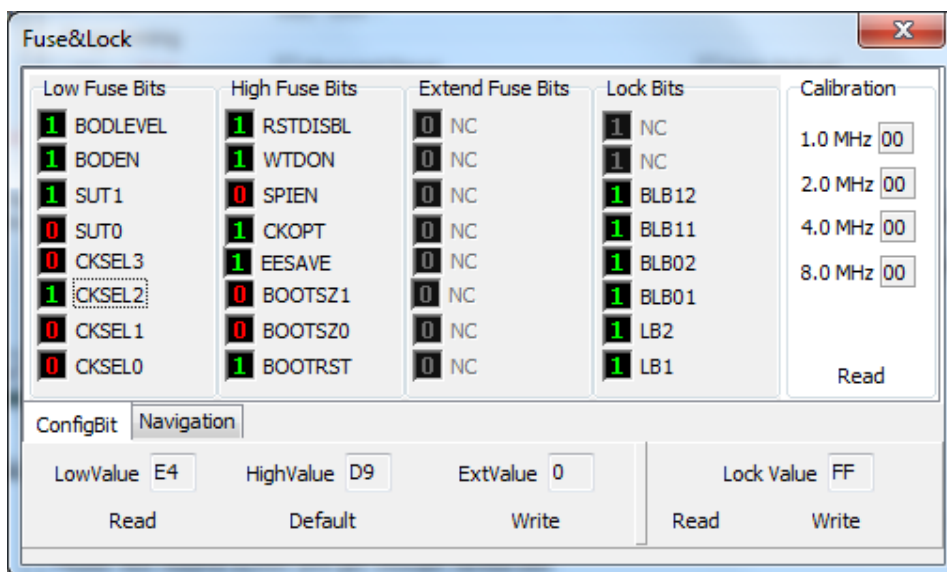 Fuse&Lock x
Low Fuse Bits High Fuse Bits Extend Fuse Bits Lock Bits Calibration
1 BODLEVEL 1 RSTDISBL 0 NC 1 NC 1.0 MHz 00
1 BODEN 1 WTDON 0 NC 1 NC
1 SUT1 0 SPIEN 0 NC 1 BLB12 2.0 MHz 00
0 SUT0 1 CKOPT 0 NC 1 BLB11 4.0 MHz 00
0 CKSEL3 1 EESAVE 0 NC 1 BLB02 8.0 MHz 00
1 CKSEL2 0 BOOTSZ1 0 NC 1 BLB01
0 CKSEL1 0 BOOTSZ0 0 NC 1 LB2
0 CKSEL0 1 BOOTRST 0 NC 1 LB1 Read
ConfigBit Navigation
LowValue E4 HighValue D9 ExtValue 0 Lock Value FF
Read Default Write Read Write